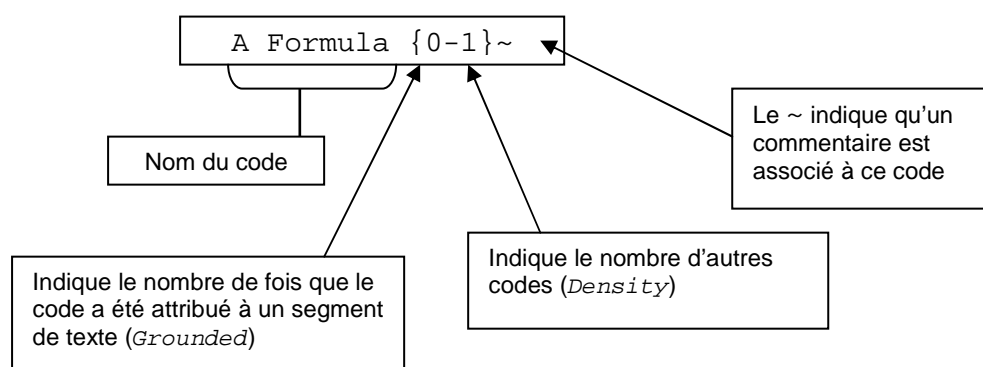 A Formula {0-1}~
Le ~ indique qu'un
commentaire est
associé à ce code
Nom du code
Indique le nombre d'autres
codes (Density)
Indique le nombre de fois que le
code a été attribué à un segment
de texte (Grounded)